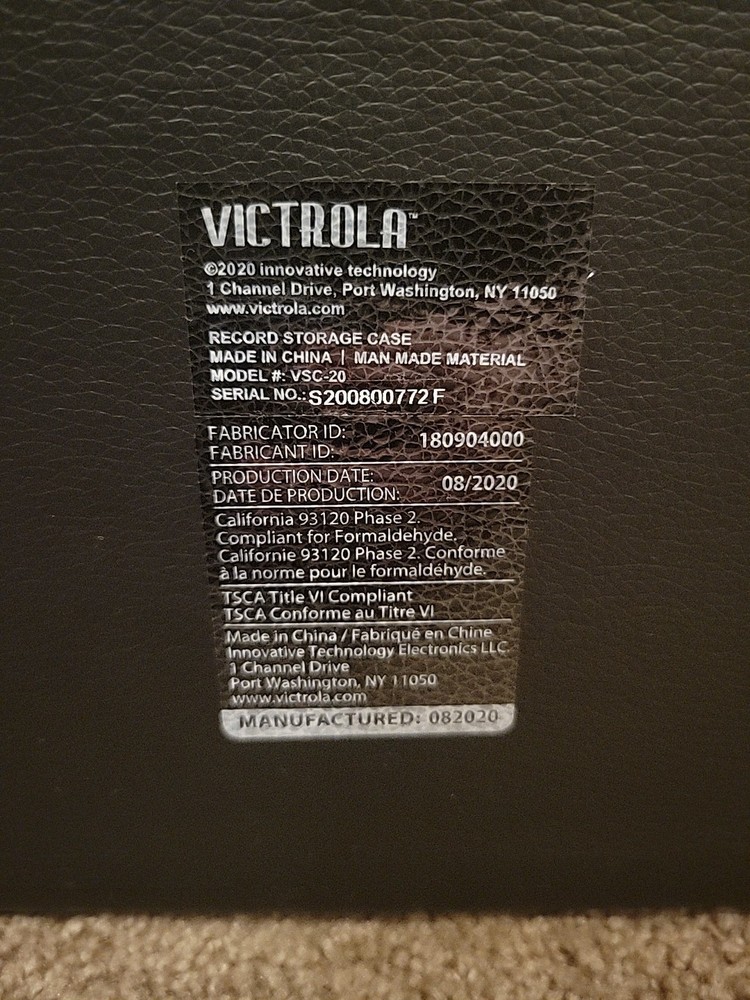 VICTROLA™
©2020 innovative technology
1 Channel Drive, Port Washington, NY 11050
www.victrola.com
RECORD STORAGE CASE
MADE IN CHINA | MAN MADE MATERIAL
MODEL #: VSC-20
SERIAL NO.: S200800772F
FABRICATOR ID:
FABRICANT ID:
180904000
PRODUCTION DATE:
DATE DE PRODUCTION:
08/2020
California 93120 Phase 2.
Compliant for Formaldehyde.
Californie 93120 Phase 2. Conforme
à la norme pour le formaldéhyde.
TSCA Title VI Compliant
TSCA Conforme au Titre VI
Made in China / Fabriqué en Chine
Innovative Technology Electronics LLC
1 Channel Drive
Port Washington, NY 11050
www.victrola.com
MANUFACTURED: 082020